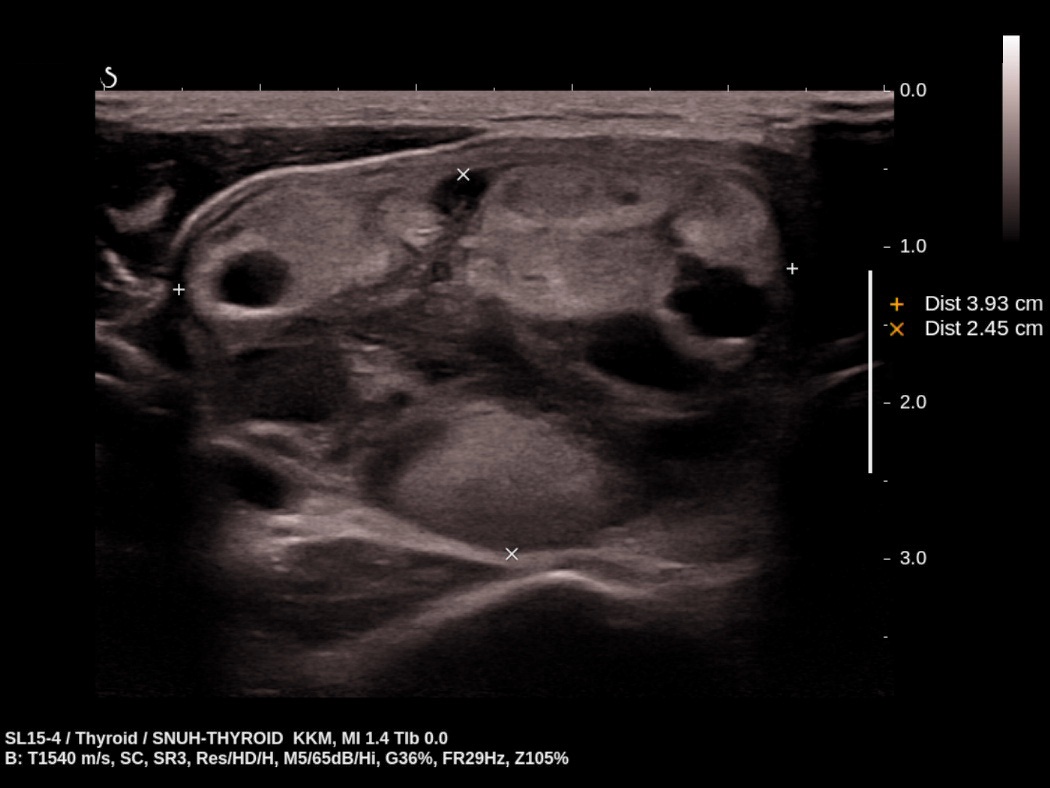 S
0.0
1.0
Dist 3.93 cm
Dist 2.45 cm
2.0
3.0
SL15-4 / Thyroid / SNUH-THYROID KKM, MI 1.4 TIb 0.0
B: T1540 m/s, SC, SR3, Res/HD/H, M5/65dB/Hi, G36%, FR29Hz, Z105%